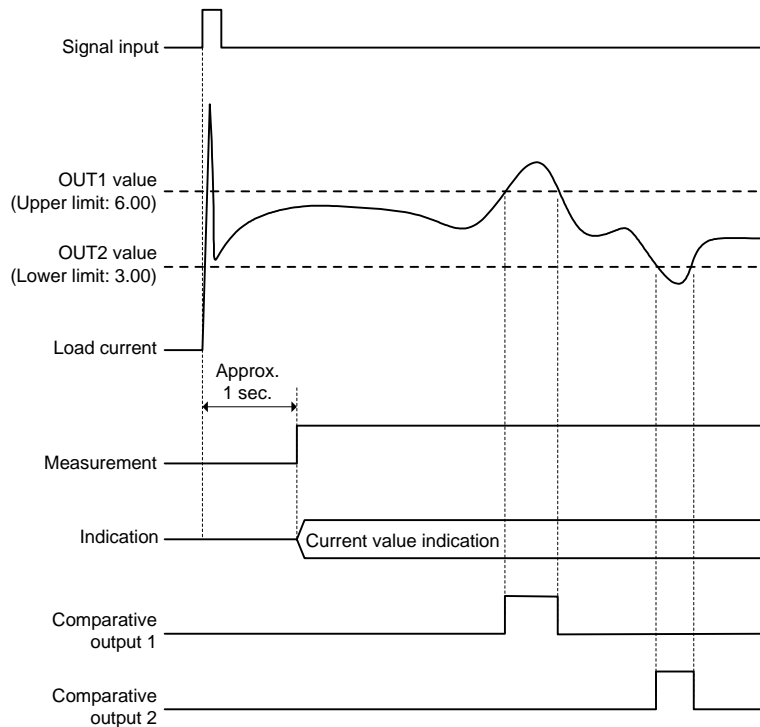 Signal input
OUT1 value
(Upper limit: 6.00)
OUT2 value
(Lower limit: 3.00)
Load current
Approx.
1 sec.
Measurement
Indication
Current value indication
Comparative
output 1
Comparative
output 2